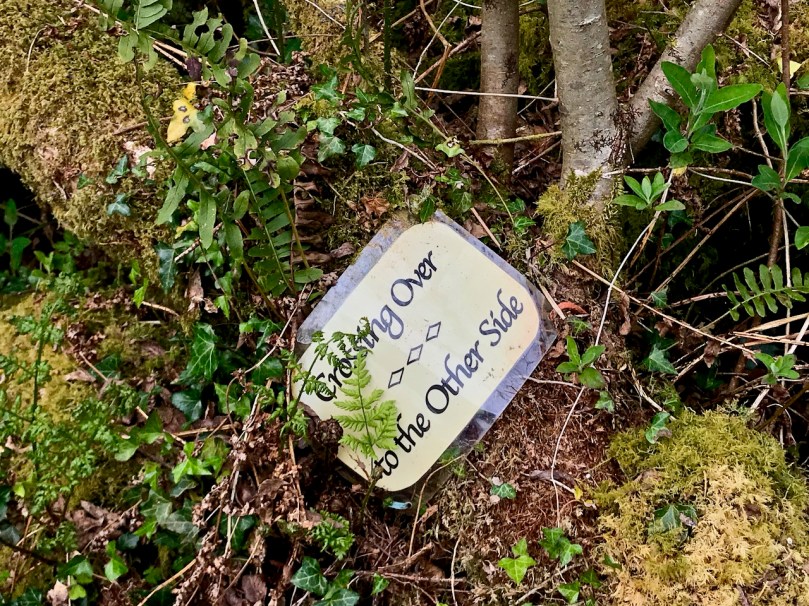 Crossing Over
to the Other Side